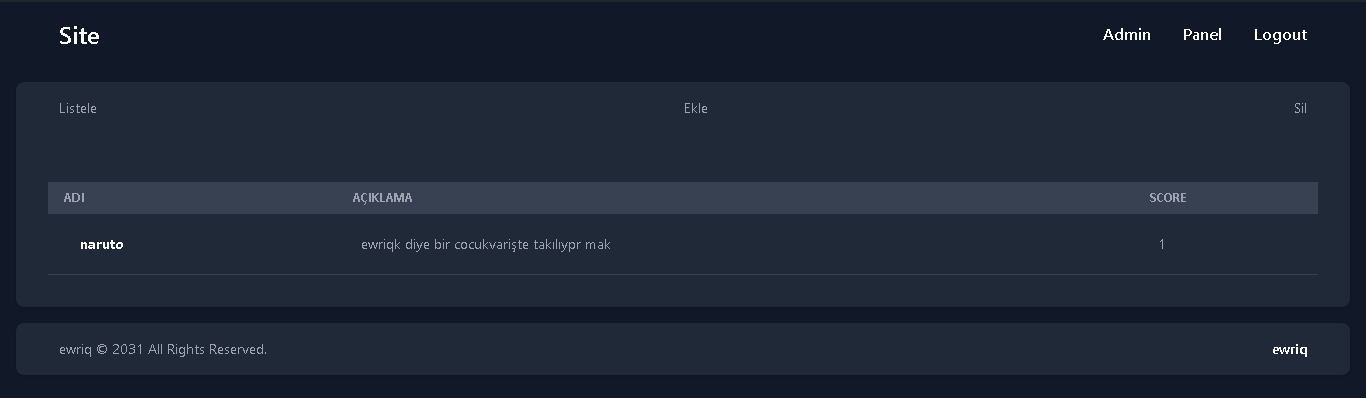 Site Admin Panel Logout
Listele Ekle Sil
ADI AÇIKLAMA SCORE
naruto ewriqk diye bir cocukvarişte takılıypr mak 1
ewriq © 2031 All Rights Reserved. ewriq